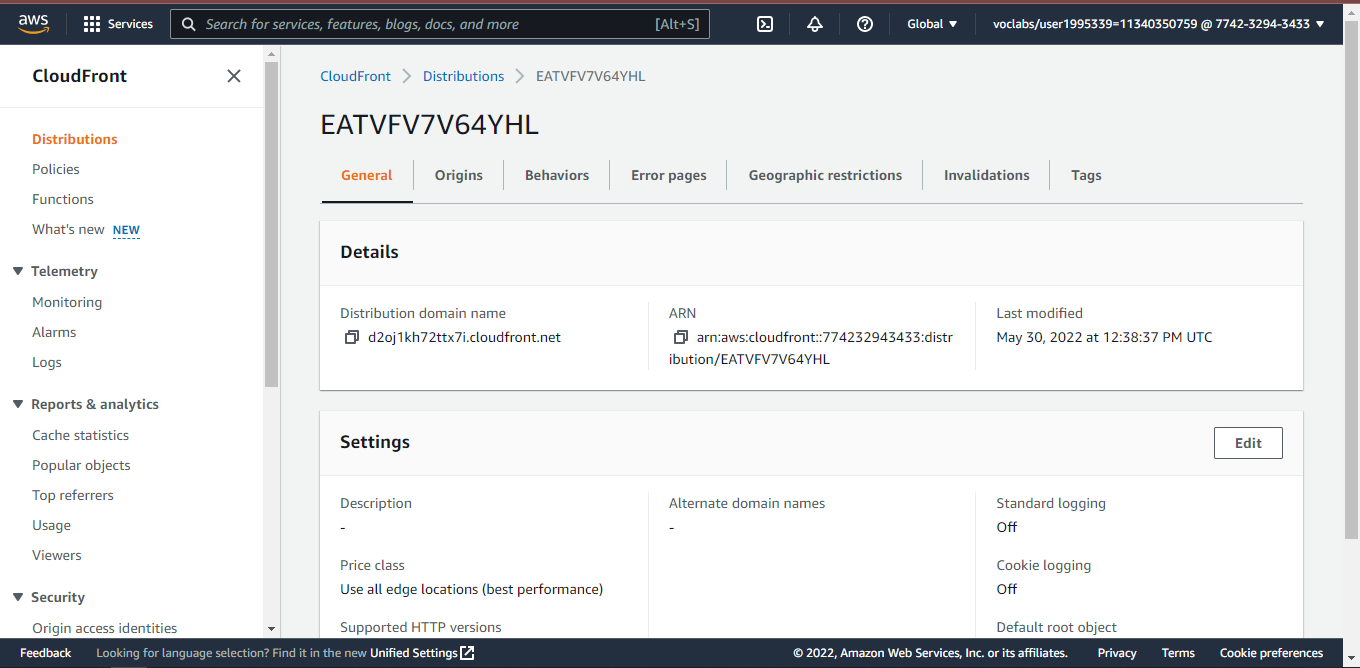 aws
Services
Search for services, features, blogs, docs, and more
[Alt+S]
Global
voclabs/user1995339=11340350759 @ 7742-3294-3433
CloudFront
Distributions
Policies
Functions
What's new NEW
Telemetry
Monitoring
Alarms
Logs
Reports & analytics
Cache statistics
Popular objects
Top referrers
Usage
Viewers
Security
Origin access identities
CloudFront
Distributions
EATVFV7V64YHL
EATVFV7V64YHL
General
Origins
Behaviors
Error pages
Geographic restrictions
Invalidations
Tags
Details
Distribution domain name
d2oj1kh72ttx7i.cloudfront.net
ARN
arn:aws:cloudfront::774232943433:distr
ibution/EATVFV7V64YHL
Last modified
May 30, 2022 at 12:38:37 PM UTC
Settings
Edit
Description
-
Price class
Use all edge locations (best performance)
Supported HTTP versions
Alternate domain names
-
Standard logging
Off
Cookie logging
Off
Default root object
Feedback
Looking for language selection? Find it in the new Unified Settings
© 2022, Amazon Web Services, Inc. or its affiliates.
Privacy
Terms
Cookie preferences